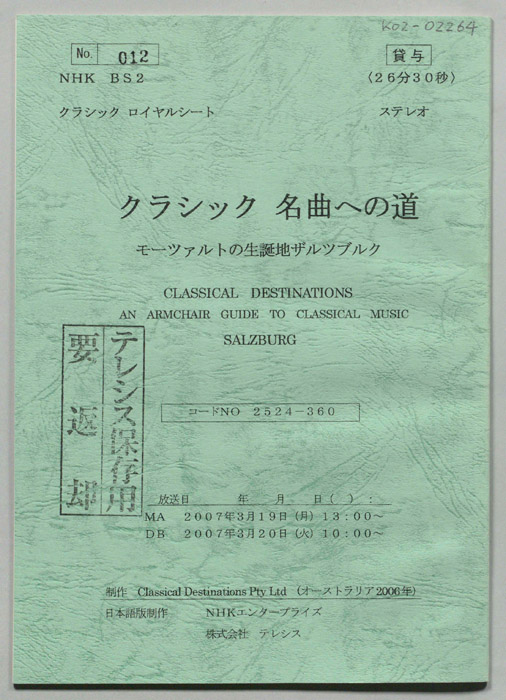 K02-02264
No. 012
貸与
NHK BS2
(26分30秒)
クラシック ロイヤルシート
ステレオ
クラシック 名曲への道
モーツァルトの生誕地ザルツブルク
CLASSICAL DESTINATIONS
AN ARMCHAIR GUIDE TO CLASSICAL MUSIC
SALZBURG
テレシス保存用
要返却
コードNO 2524-360
放送日 年 月 日( ) :
MA 2007年3月19日(月) 13:00~
DB 2007年3月20日(火) 10:00~
制作 Classical Destinations Pty Ltd (オーストラリア2006年)
日本語版制作 NHKエンタープライズ
株式会社 テレシス